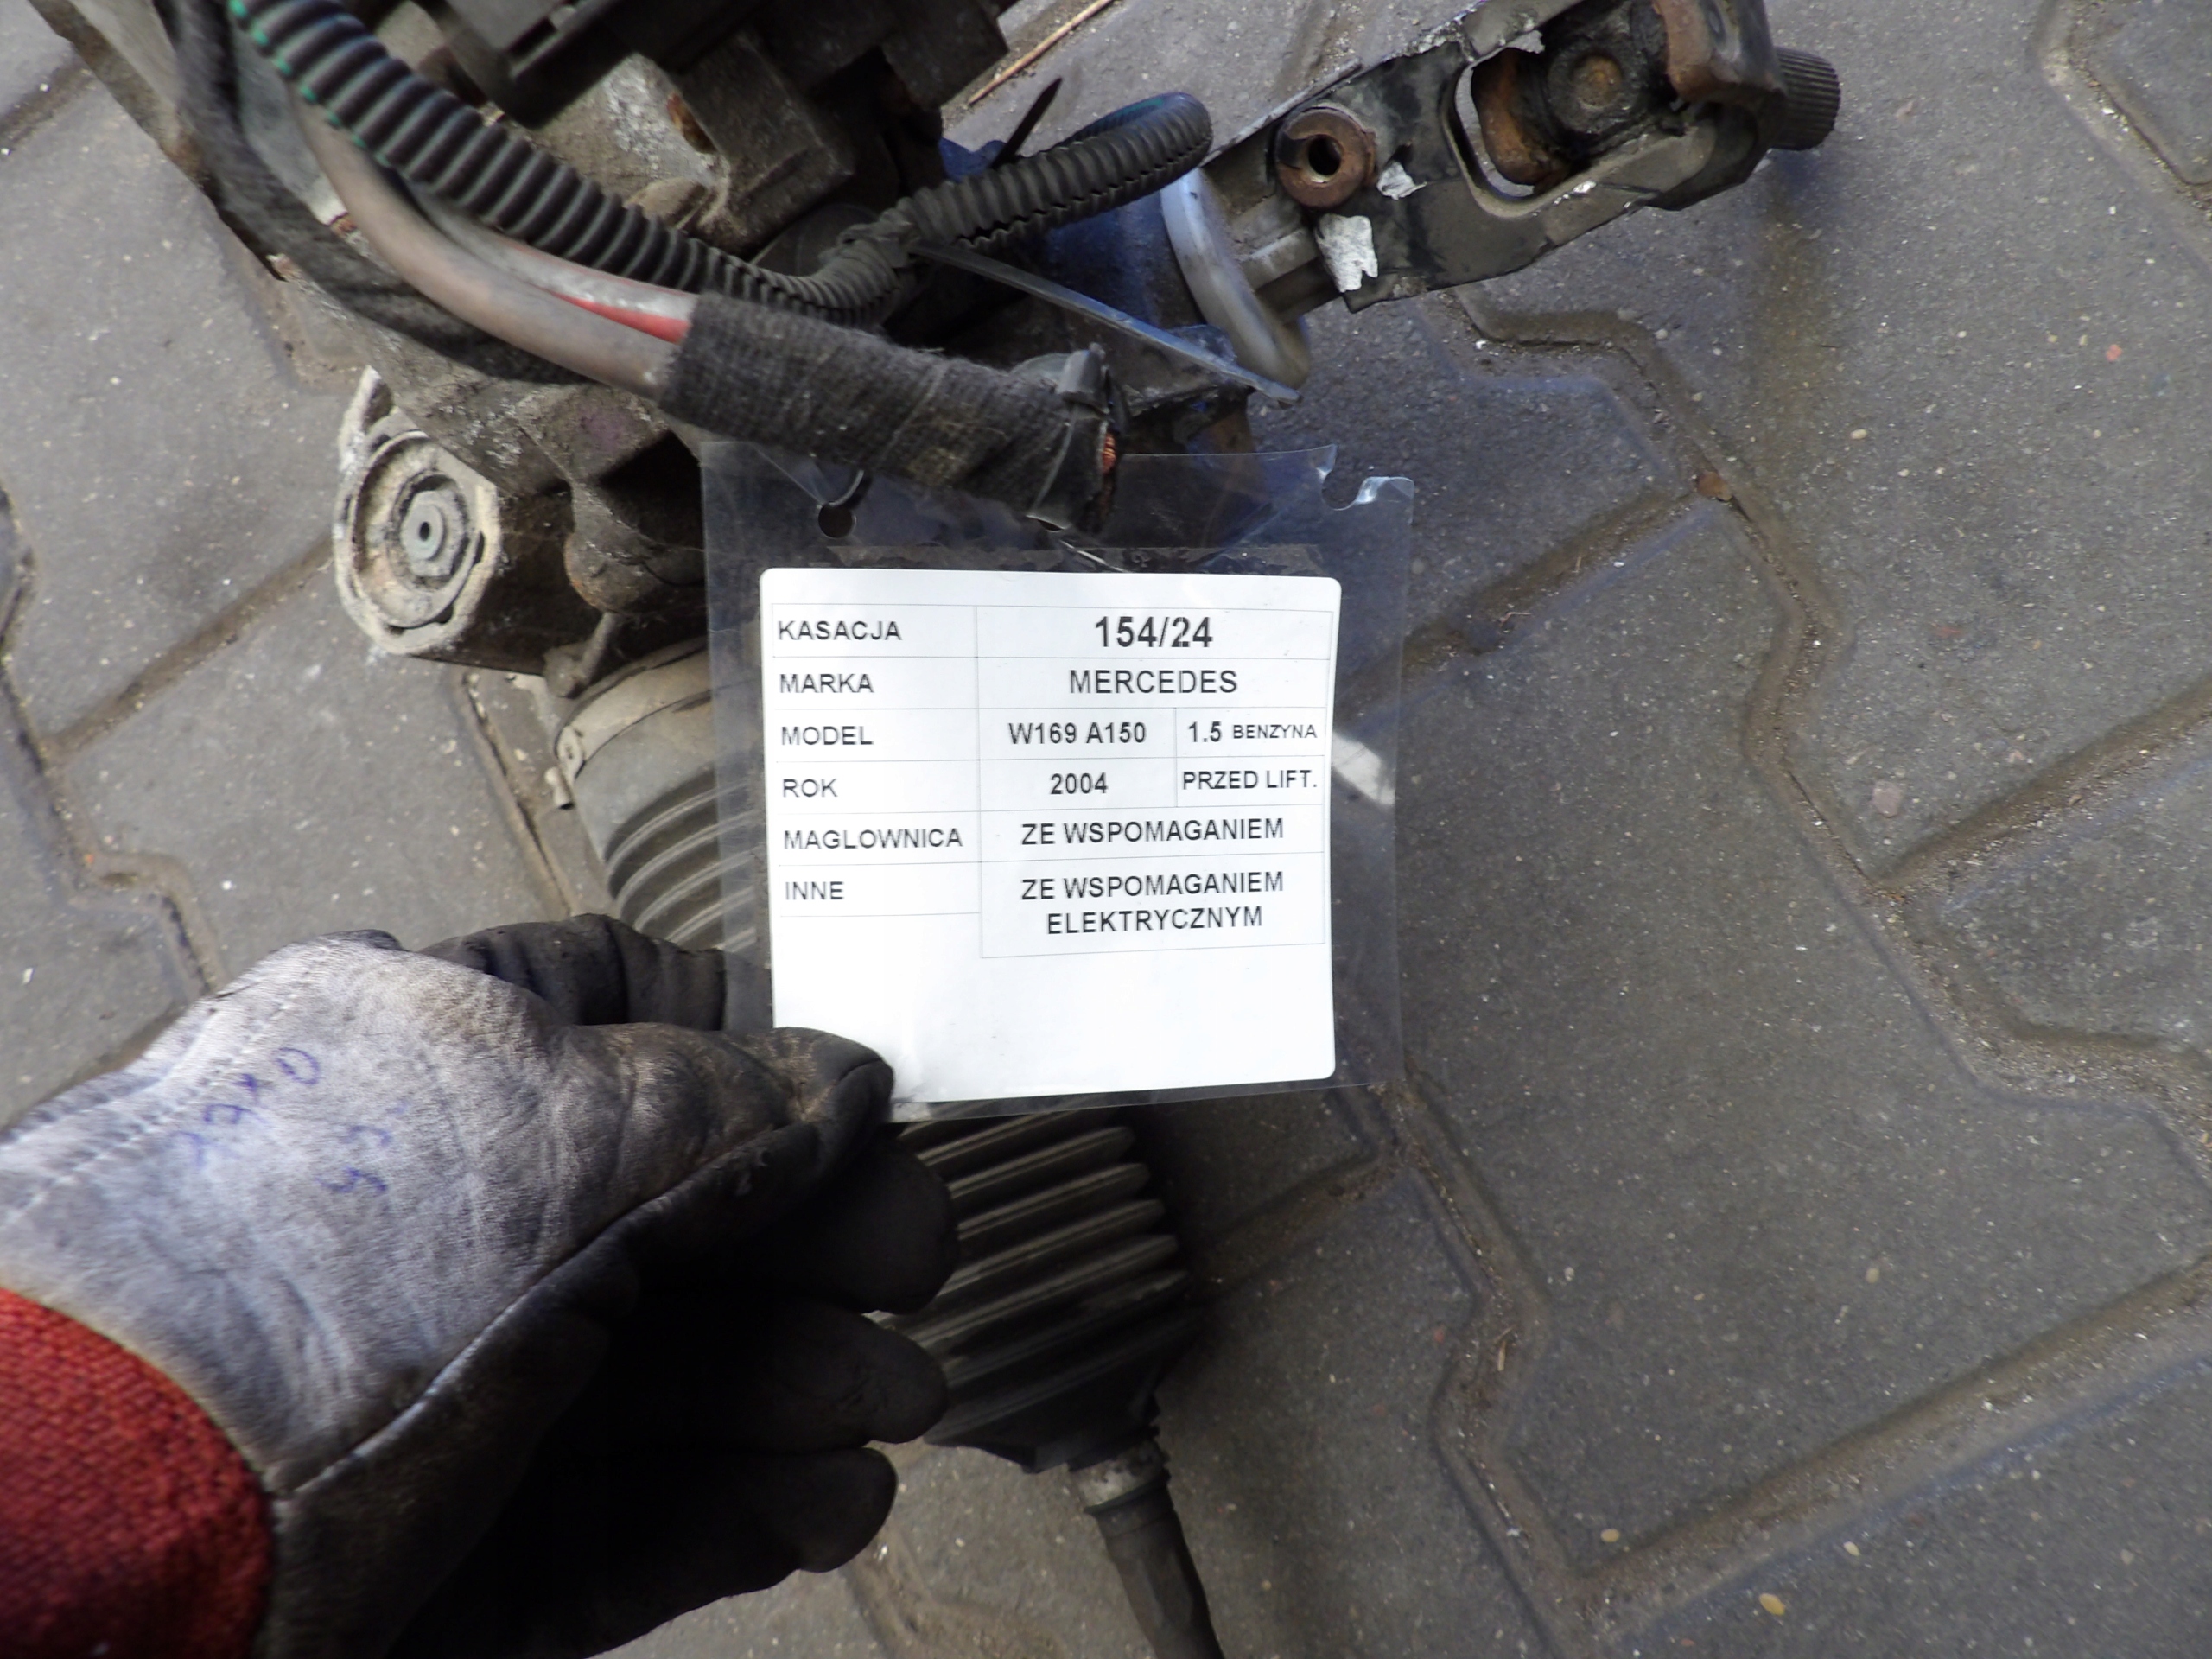 KASACJA 154/24
MARKA MERCEDES
MODEL W169 A150 1.5 BENZYNA
ROK 2004 PRZED LIFT.
MAGLOWNICA ZE WSPOMAGANIEM
INNE ZE WSPOMAGANIEM
ELEKTRYCZNYM